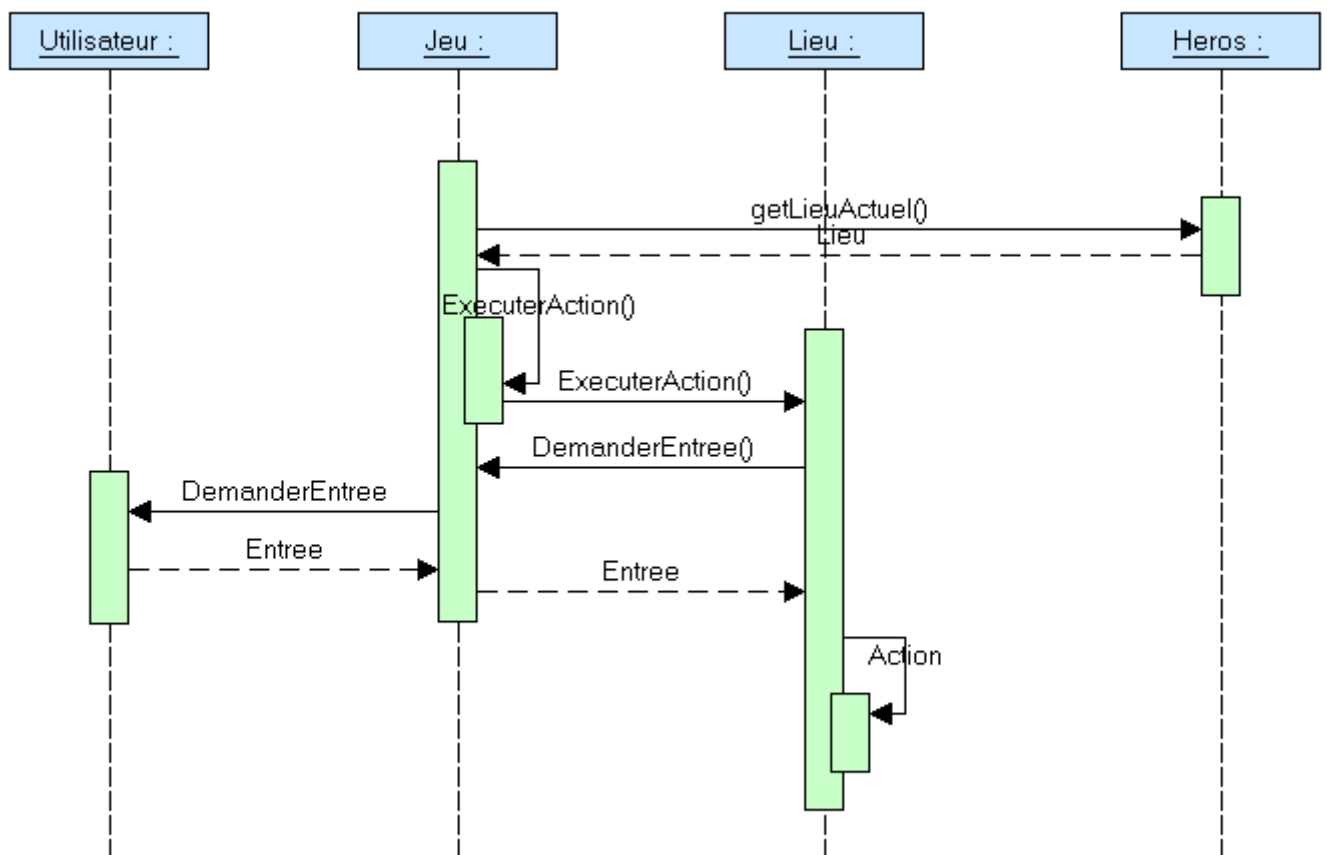 Utilisateur :
Jeu :
Lieu :
Heros :
getLieuActuel()
Lieu
ExecuterAction()
ExecuterAction()
DemanderEntree()
DemanderEntree
Entree
Entree
Action